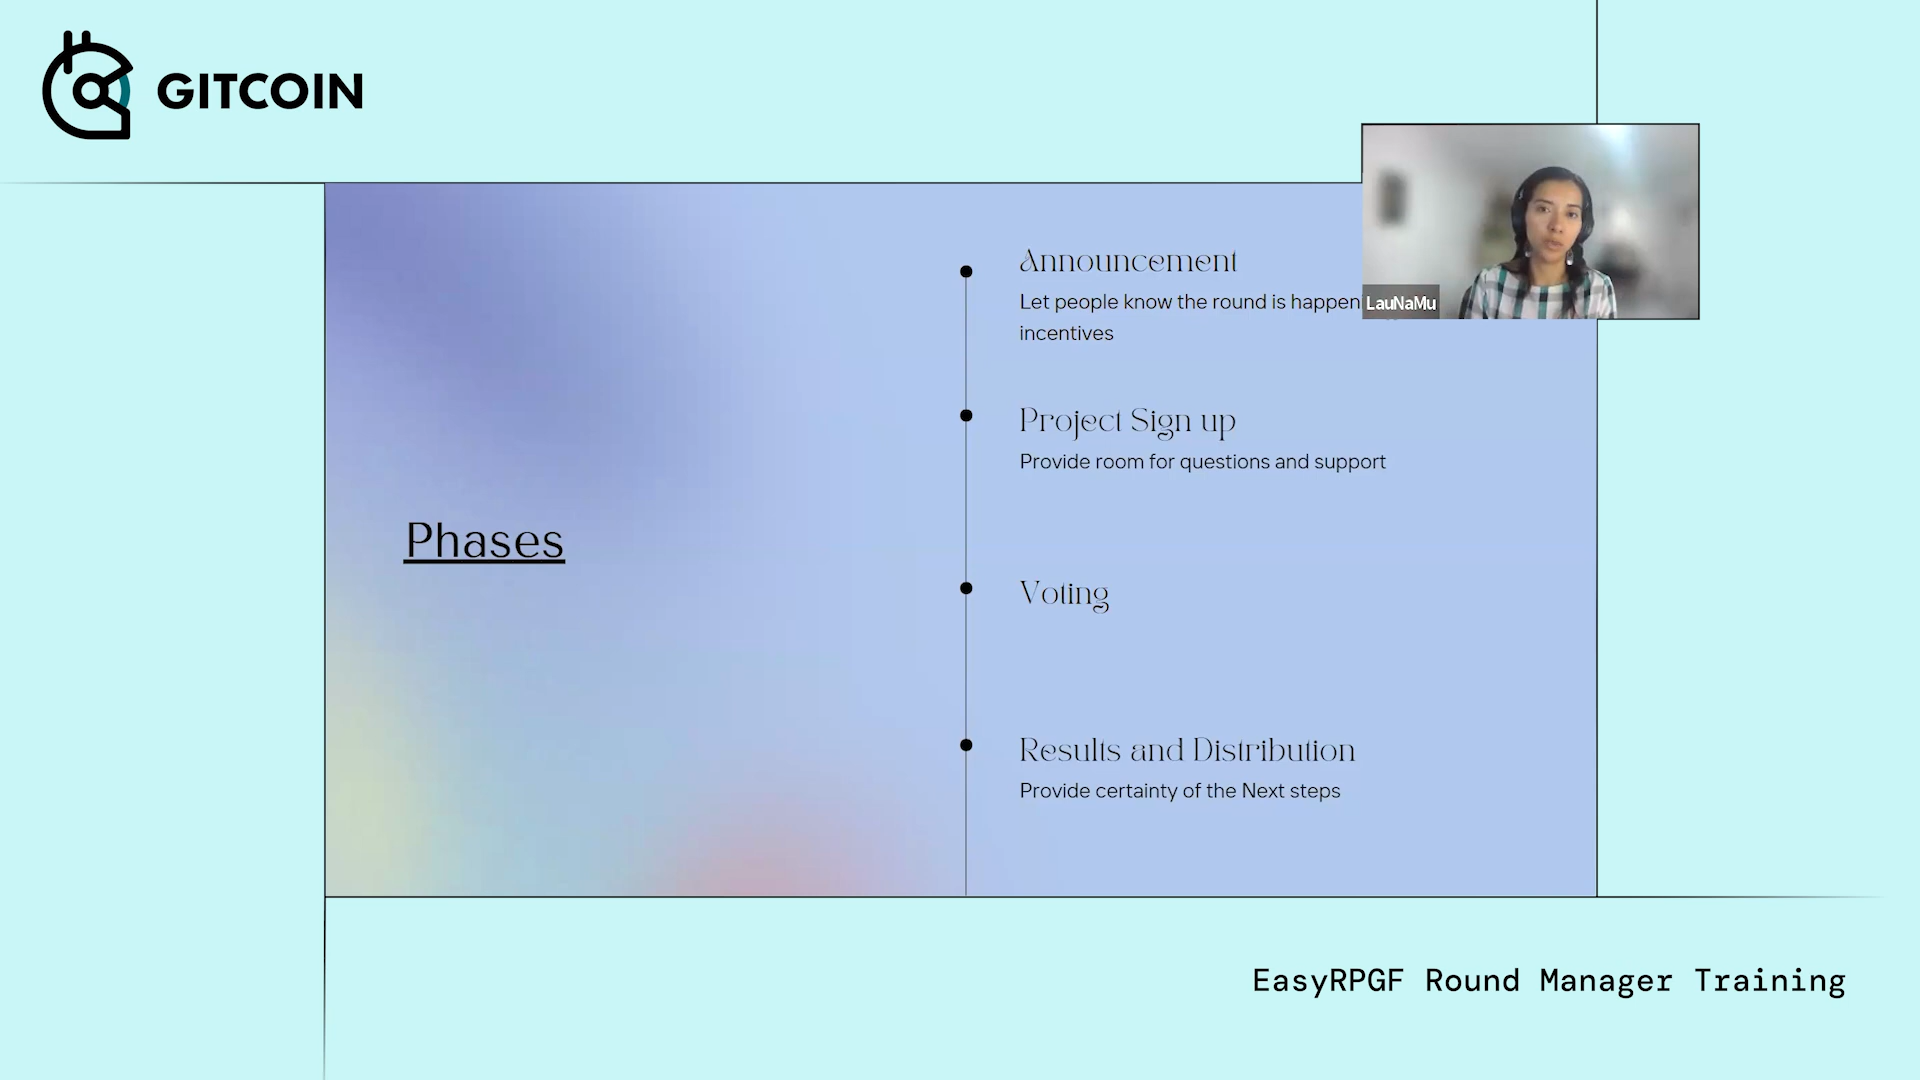 GITCOIN
Announcement
Let people know the round is happen
incentives
LauNaMu
Project Sign up
Provide room for questions and support
Phases
Voting
Results and Distribution
Provide certainty of the Next steps
EasyRPGF Round Manager Training